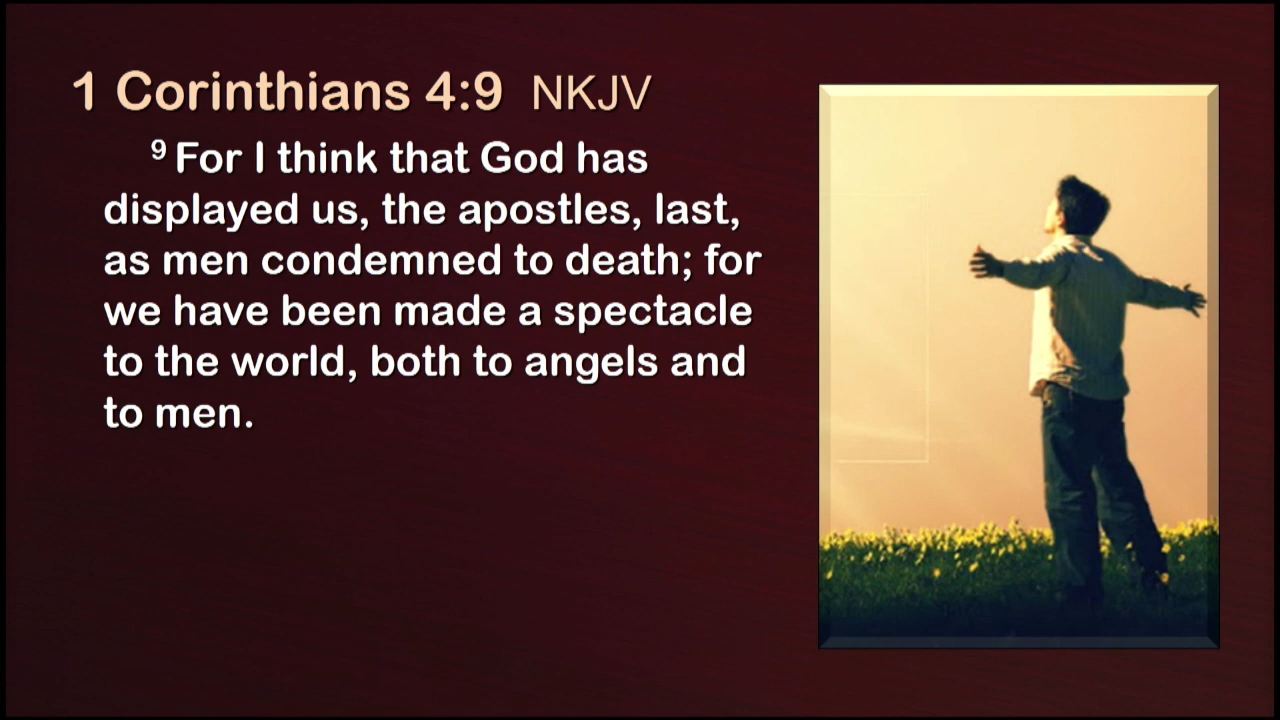 1 Corinthians 4:9 NKJV
9 For I think that God has
displayed us, the apostles, last,
as men condemned to death; for
we have been made a spectacle
to the world, both to angels and
to men.